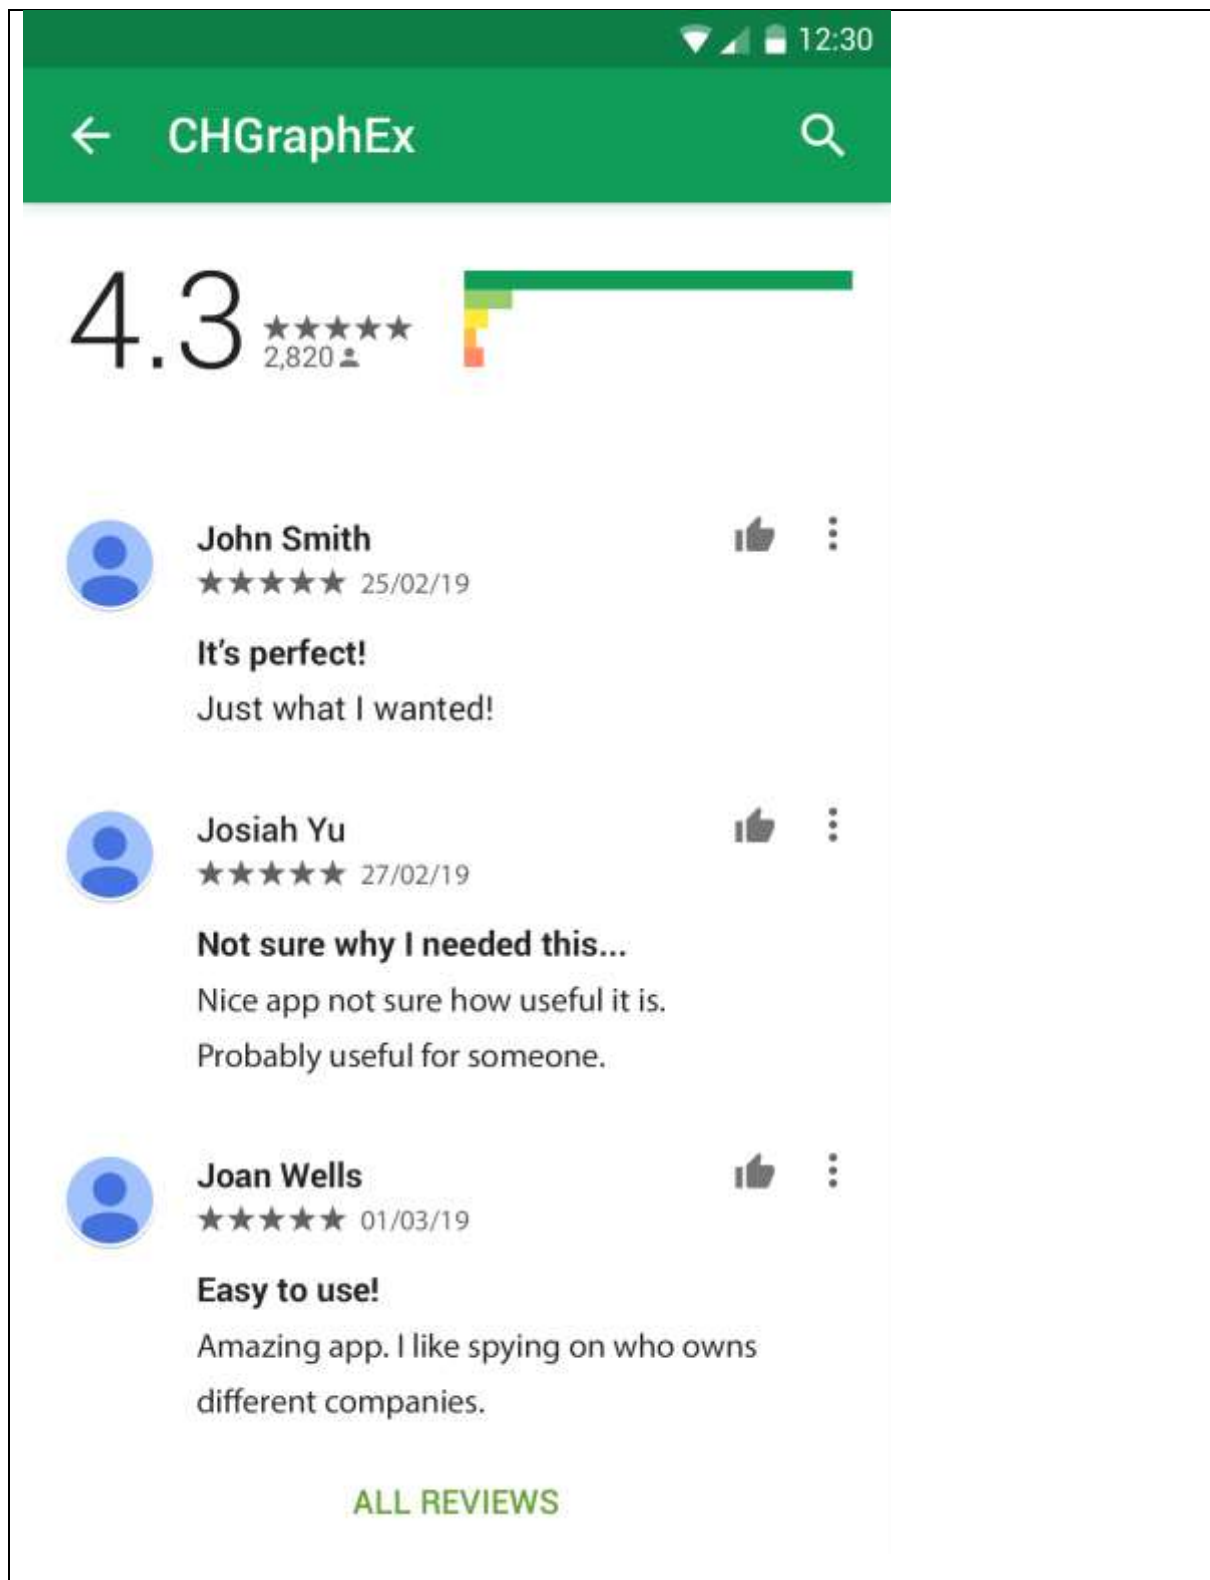 12:30
CHGraphEx
4.3
2,820
John Smith
25/02/19
It's perfect!
Just what I wanted!
Josiah Yu
27/02/19
Not sure why I needed this...
Nice app not sure how useful it is.
Probably useful for someone.
Joan Wells
01/03/19
Easy to use!
Amazing app. I like spying on who owns
different companies.
ALL REVIEWS